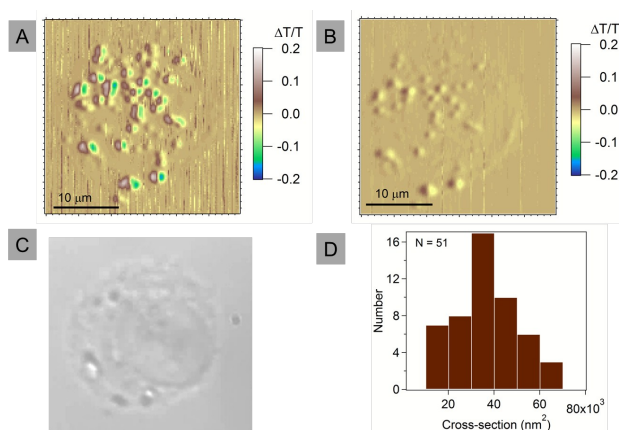 A
ΔT/T
0.2
0.1
0.0
-0.1
-0.2
10 μm
B
ΔT/T
0.2
0.1
0.0
-0.1
-0.2
10 μm
C
D
N = 51
16
12
8
4
0
Number
20 40 60 80x10³
Cross-section (nm²)